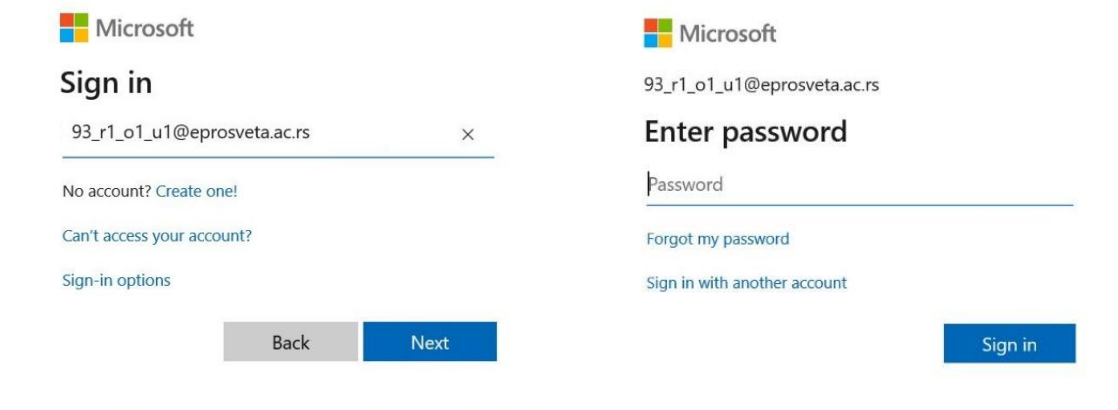 Microsoft
Sign in
93_r1_o1_u1@eprosveta.ac.rs
No account? Create one!
Can't access your account?
Sign-in options
Back
Next
Microsoft
93_r1_o1_u1@eprosveta.ac.rs
Enter password
Password
Forgot my password
Sign in with another account
Sign in